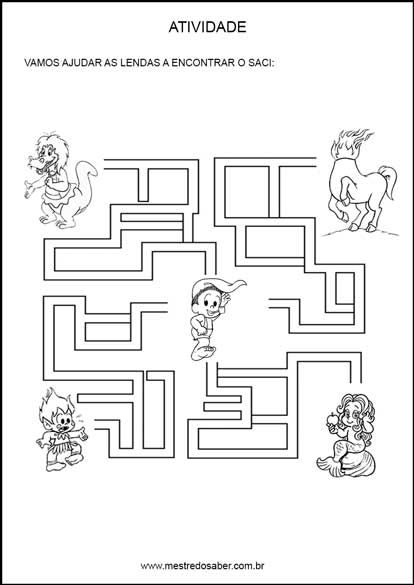 ATIVIDADE
VAMOS AJUDAR AS LENDAS A ENCONTRAR O SACI:
www.mestredosaber.com.br